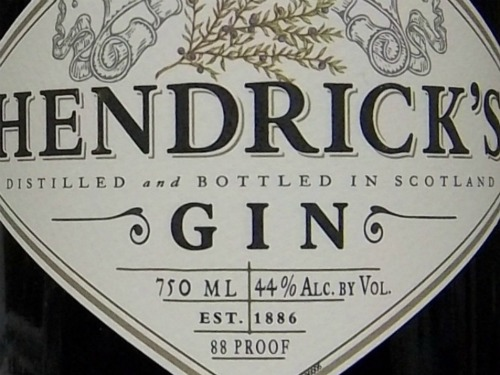 HENDRICK'S
DISTILLED and BOTTLED IN SCOTLAND
GIN
750 ML 44% ALC. BY VOL.
EST. 1886
88 PROOF